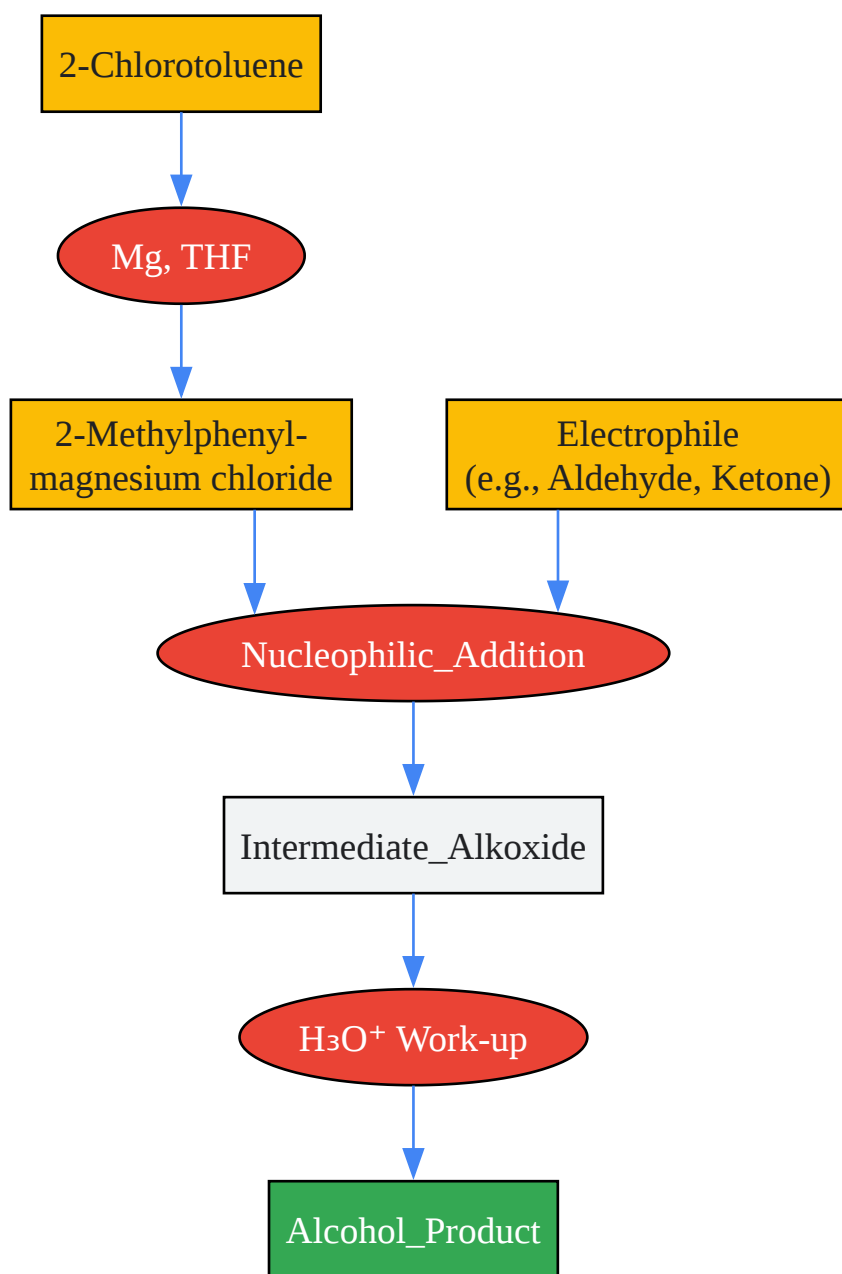 2-Chlorotoluene
Mg, THF
2-Methylphenyl-
magnesium chloride
Electrophile
(e.g., Aldehyde, Ketone)
Nucleophilic_Addition
Intermediate_Alkoxide
H₃O⁺ Work-up
Alcohol_Product